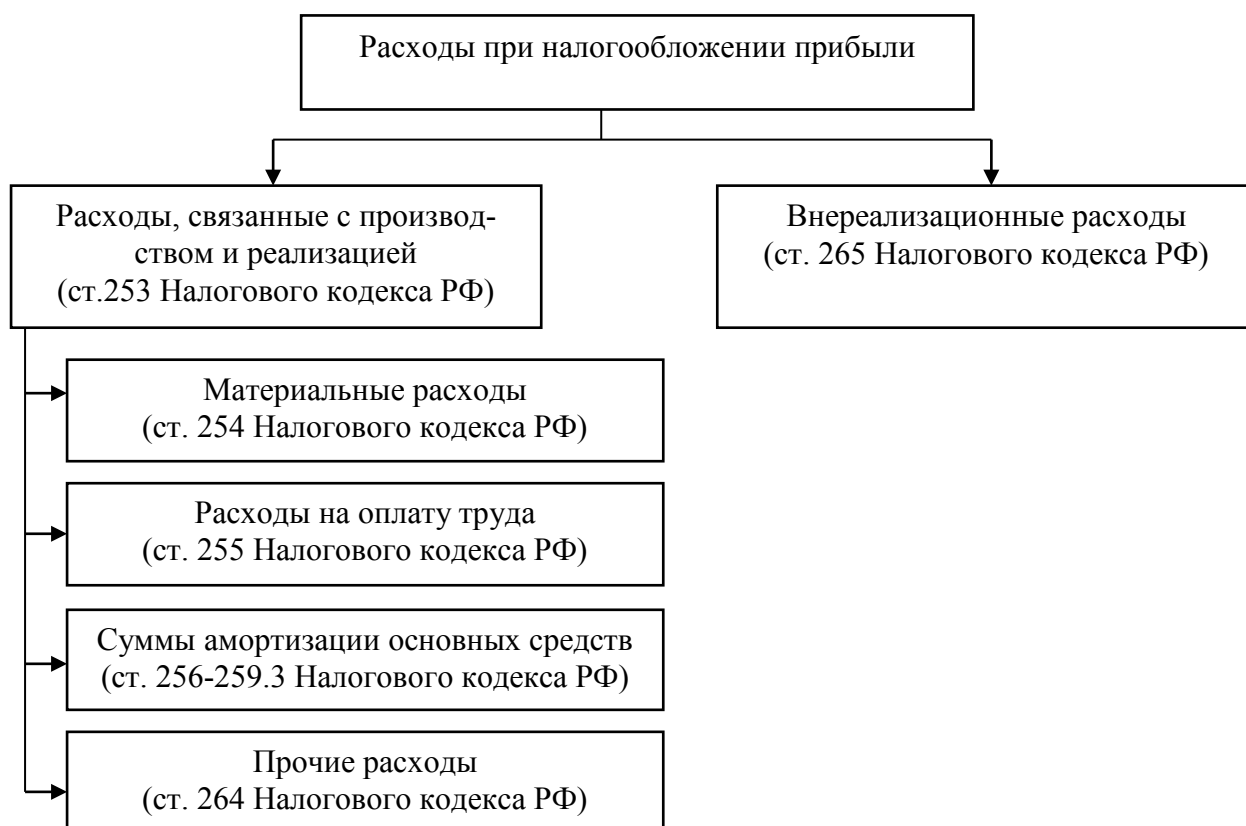 Расходы при налогообложении прибыли
Расходы, связанные с производ-
ством и реализацией
(ст.253 Налогового кодекса РФ)
Внереализационные расходы
(ст. 265 Налогового кодекса РФ)
Материальные расходы
(ст. 254 Налогового кодекса РФ)
Расходы на оплату труда
(ст. 255 Налогового кодекса РФ)
Суммы амортизации основных средств
(ст. 256-259.3 Налогового кодекса РФ)
Прочие расходы
(ст. 264 Налогового кодекса РФ)